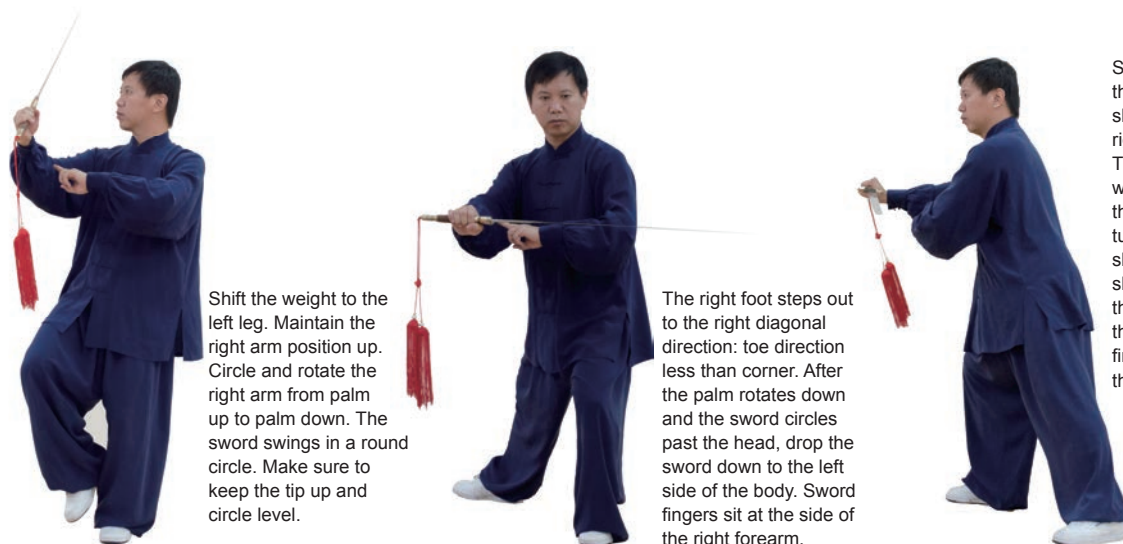 Shift the weight to the
left leg. Maintain the
right arm position up.
Circle and rotate the
right arm from palm
up to palm down. The
sword swings in a round
circle. Make sure to
keep the tip up and
circle level.
The right foot steps out
to the right diagonal
direction: toe direction
less than corner. After
the palm rotates down
and the sword circles
past the head, drop the
sword down to the left
side of the body. Sword
fingers sit at the side of
the right forearm.